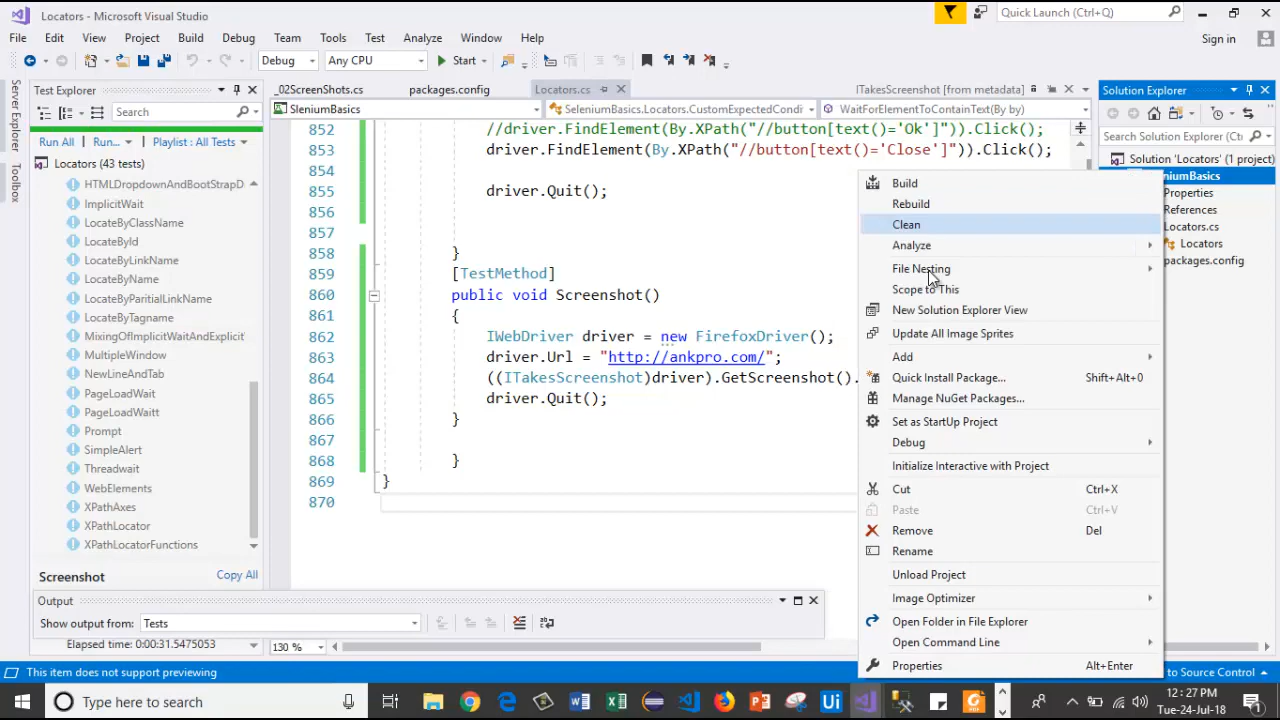 Locators - Microsoft Visual Studio
Quick Launch (Ctrl+Q)
File Edit View Project Build Debug Team Tools Test Analyze Window Help
Sign in
Debug Any CPU Start
Server Explorer
Toolbox
Test Explorer
Search
Run All Run... Playlist : All Tests
Locators (43 tests)
HTMLDropdownAndBootStrapD
ImplicitWait
LocateByClassName
LocateById
LocateByLinkName
LocateByName
LocateByParitialLinkName
LocateByTagname
MixingOfImplicitWaitAndExplicit
MultipleWindow
NewLineAndTab
PageLoadWait
PageLoadWaitt
Prompt
SimpleAlert
Threadwait
WebElements
XPathAxes
XPathLocator
XPathLocatorFunctions
Screenshot Copy All
Elapsed time: 0:00:31.5475053
_02ScreenShots.cs packages.config Locators.cs ITakesScreenshot [from metadata]
SleniumBasics SeleniumBasics.Locators.CustomExpectedCondi WaitForElementToContainText(By by)
852 //driver.FindElement(By.XPath("//button[text()='Ok']")).Click();
853 driver.FindElement(By.XPath("//button[text()='Close']")).Click();
854
855 driver.Quit();
856
857
858 }
859 [TestMethod]
860 public void Screenshot()
861 {
862 IWebDriver driver = new FirefoxDriver();
863 driver.Url = "http://ankpro.com/";
864 ((ITakesScreenshot)driver).GetScreenshot().
865 driver.Quit();
866 }
867
868 }
869 }
870
Output
Show output from: Tests
130 %
Build
Rebuild
Clean
Analyze
File Nesting
Scope to This
New Solution Explorer View
Update All Image Sprites
Add
Quick Install Package... Shift+Alt+0
Manage NuGet Packages...
Set as StartUp Project
Debug
Initialize Interactive with Project
Cut Ctrl+X
Paste Ctrl+V
Remove Del
Rename
Unload Project
Image Optimizer
Open Folder in File Explorer
Open Command Line
Properties Alt+Enter
Solution Explorer
Search Solution Explorer (Ctrl+
Solution 'Locators' (1 project)
eniumBasics
Properties
References
Locators.cs
Locators
packages.config
This item does not support previewing
to Source Control
Type here to search
Ui
12:27 PM
Tue-24-Jul-18
1